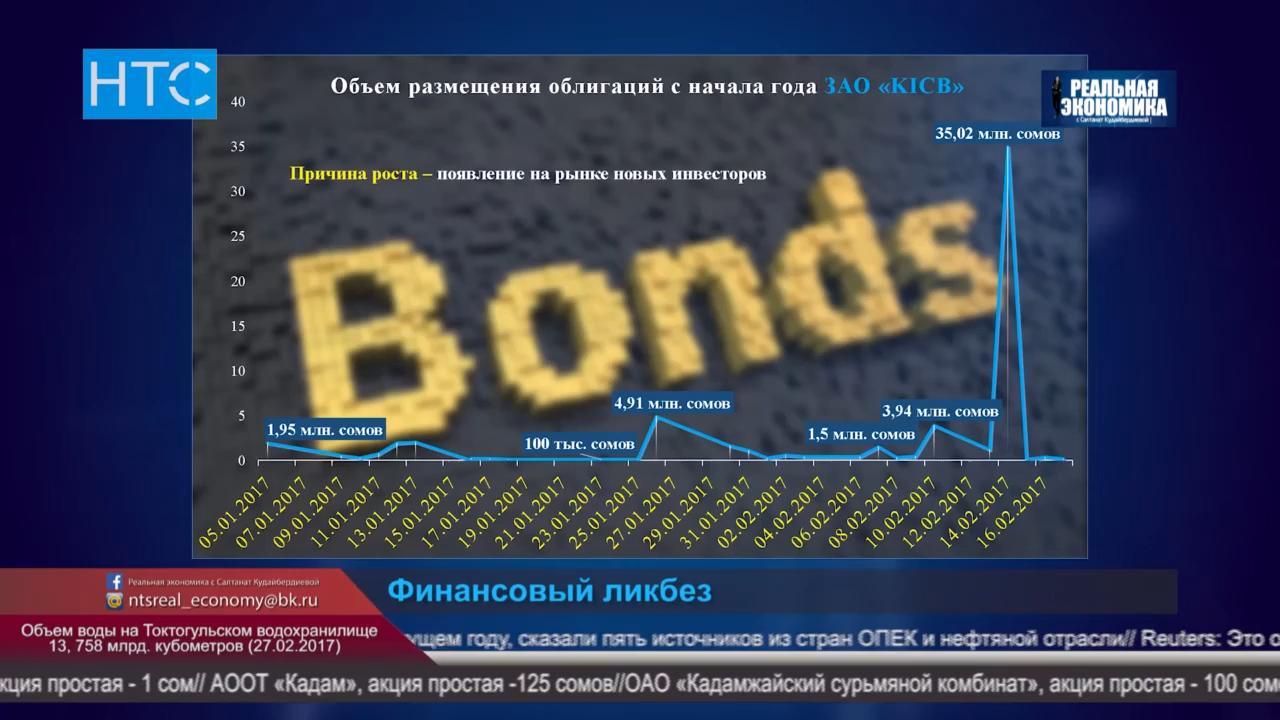 НТС
Объем размещения облигаций с начала года ЗАО «KICB»
РЕАЛЬНАЯ
ЭКОНОМИКА
с Салтанат Кудайбердиевой
40
35
30
25
20
15
10
5
0
35,02 млн. сомов
Причина роста – появление на рынке новых инвесторов
Bonds
1,95 млн. сомов
100 тыс. сомов
4,91 млн. сомов
1,5 млн. сомов
3,94 млн. сомов
05.01.2017
07.01.2017
09.01.2017
11.01.2017
13.01.2017
15.01.2017
17.01.2017
19.01.2017
21.01.2017
23.01.2017
25.01.2017
27.01.2017
29.01.2017
31.01.2017
02.02.2017
04.02.2017
06.02.2017
08.02.2017
10.02.2017
12.02.2017
14.02.2017
16.02.2017
Реальная экономика с Салтанат Кудайбердиевой
ntsreal_economy@bk.ru
Финансовый ликбез
Объем воды на Токтогульском водохранилище
13, 758 млрд. кубометров (27.02.2017)
ущем году, сказали пять источников из стран ОПЕК и нефтяной отрасли// Reuters: Это о
кция простая - 1 сом// АООТ «Кадам», акция простая -125 сомов//ОАО «Кадамжайский сурьмяной комбинат», акция простая - 100 сом